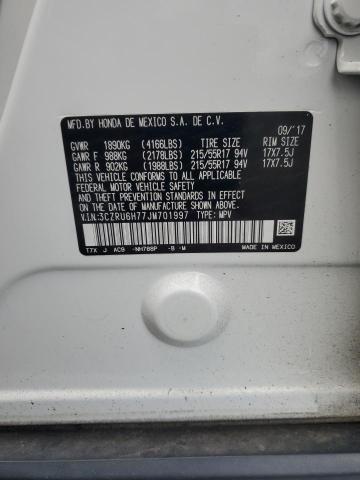 MFD.BY HONDA DE MEXICO S.A. DE C.V. 09/'17
GVWR 1890KG (4166LBS) TIRE SIZE RIM SIZE
GAWR F 988KG (2178LBS) 215/55R17 94V 17X7.5J
GAWR R 902KG (1988LBS) 215/55R17 94V 17X7.5J
THIS VEHICLE CONFORMS TO ALL APPLICABLE
FEDERAL MOTOR VEHICLE SAFETY AND THEFT
PREVENTION STANDARDS IN EFFECT ON THE DATE OF
MANUFACTURE SHOWN ABOVE.
V.I.N:3CZRU6H77JM701997 TYPE: MPV
T7X J AC9 -NH788P -B -M MADE IN MEXICO